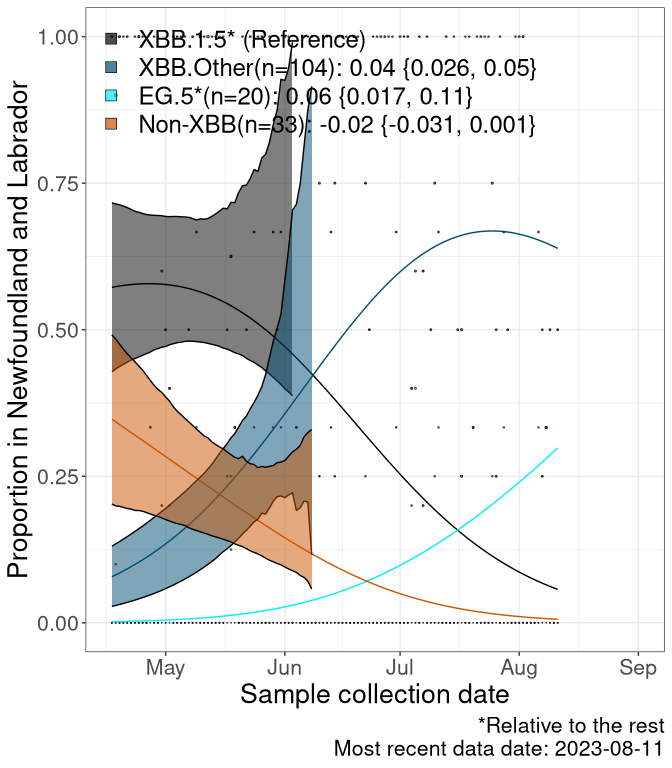 1.00
0.75
0.50
0.25
0.00
Proportion in Newfoundland and Labrador
XBB.1.5* (Reference)
XBB.Other(n=104): 0.04 {0.026, 0.05}
EG.5*(n=20): 0.06 {0.017, 0.11}
Non-XBB(n=33): -0.02 {-0.031, 0.001}
May Jun Jul Aug Sep
Sample collection date
*Relative to the rest
Most recent data date: 2023-08-11